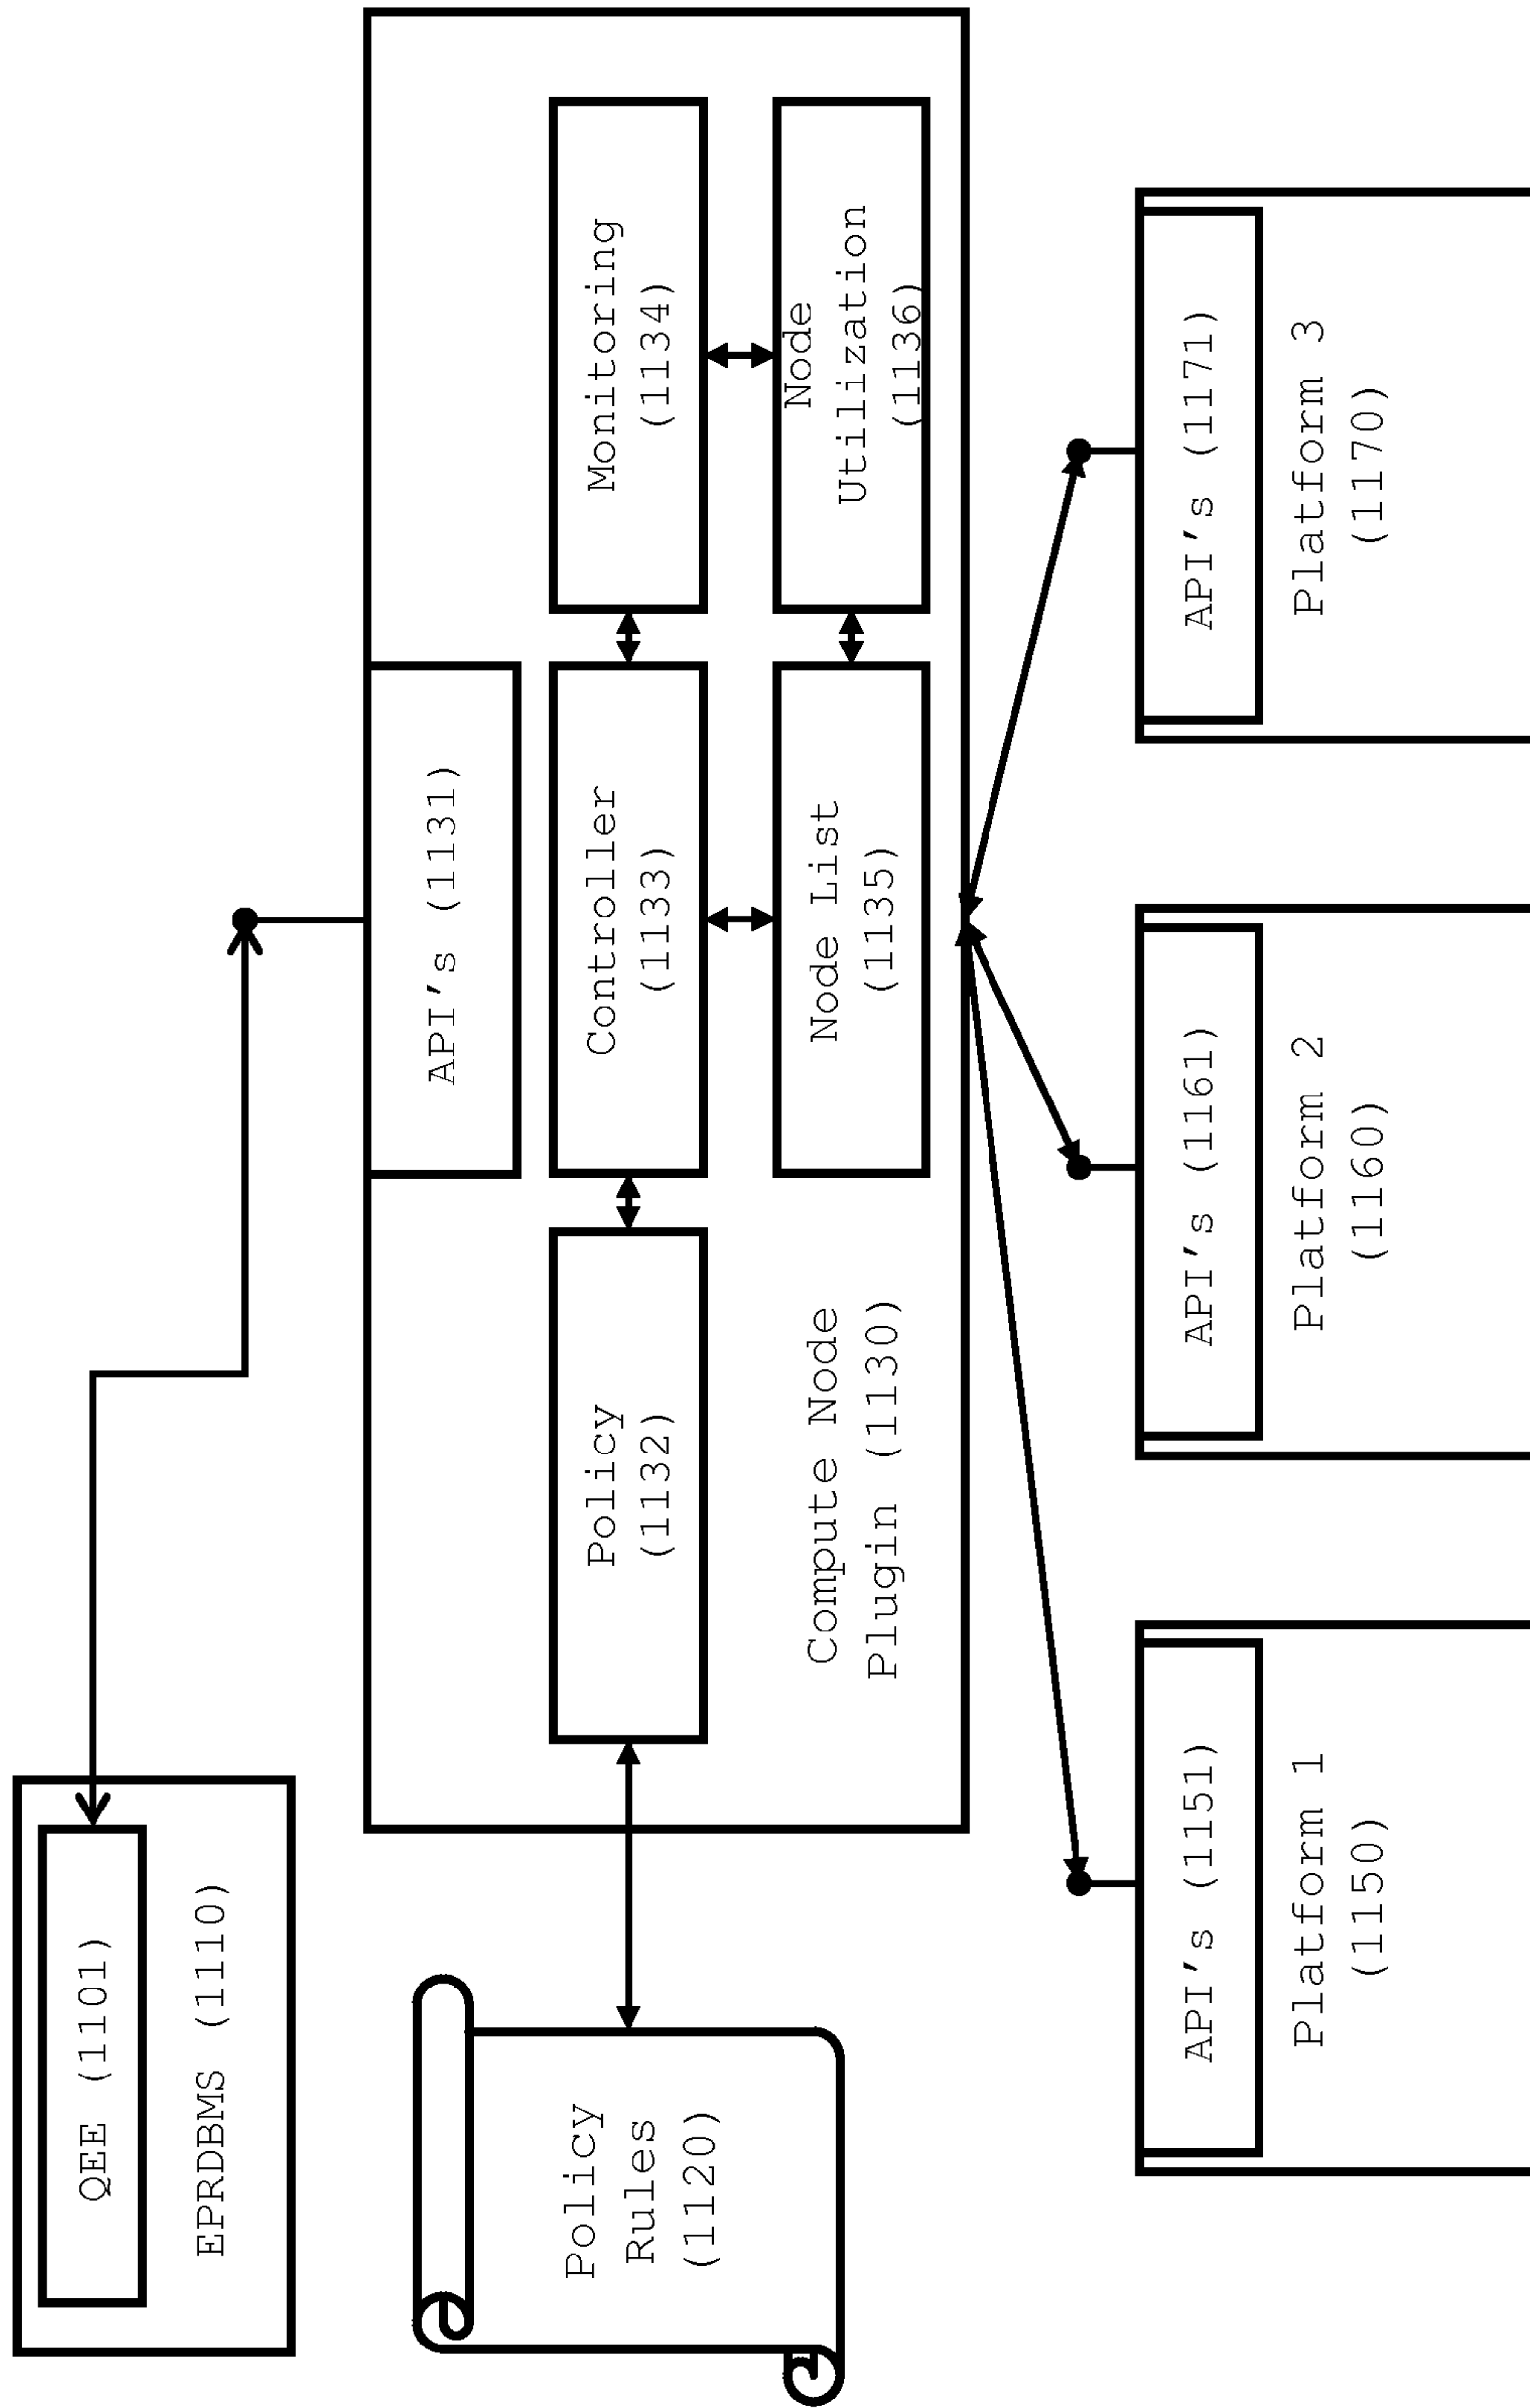 QEE (1101)
EPRDBMS (1110)
API's (1131)
Policy
Rules
(1120)
Policy
(1132)
Controller
(1133)
Monitoring
(1134)
Compute Node
Plugin (1130)
Node List
(1135)
Node
Utilization
(1136)
API's (1151)
Platform 1
(1150)
API's (1161)
Platform 2
(1160)
API's (1171)
Platform 3
(1170)